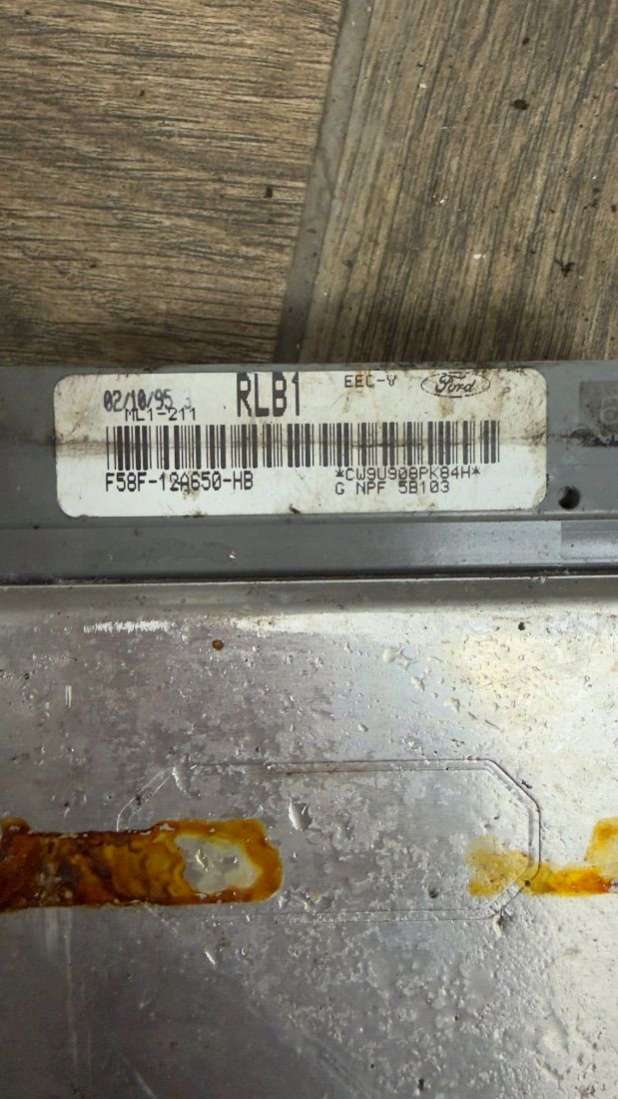 02/10/95 RLB1 EEC-V Ford
ML1-211
F58F-12A650-HB *CW9U908PK84H*
G NPF 5B103